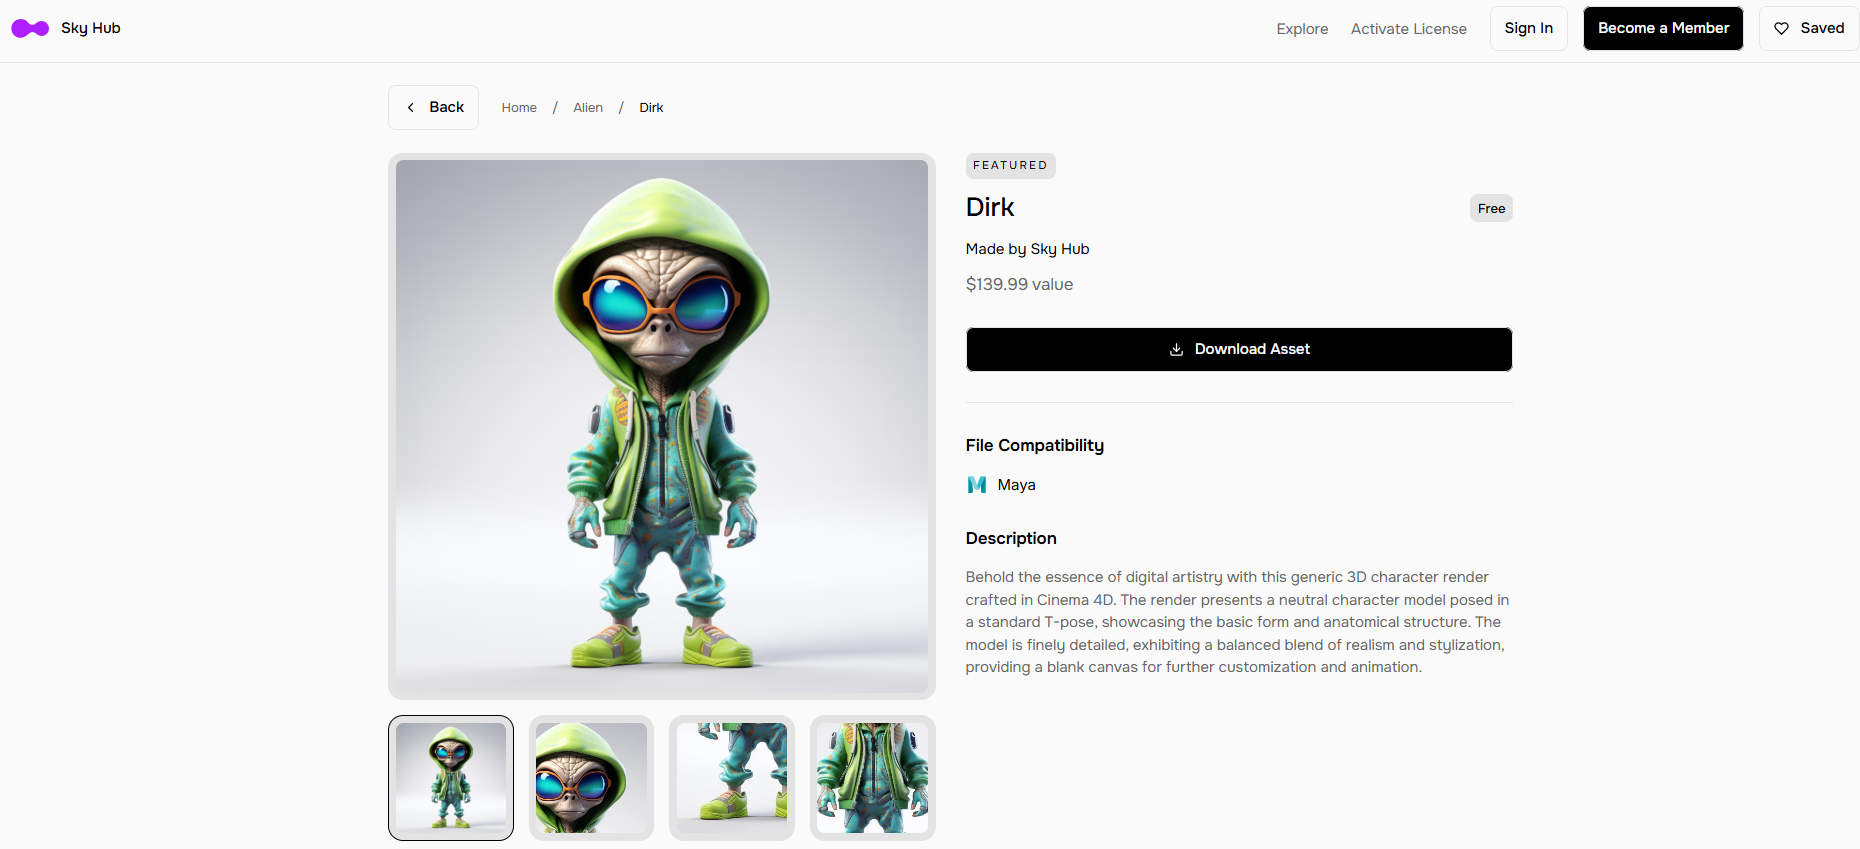 Sky Hub
Explore
Activate License
Sign In
Become a Member
Saved
Back
Home / Alien / Dirk
FEATURED
Dirk
Free
Made by Sky Hub
$139.99 value
Download Asset
File Compatibility
Maya
Description
Behold the essence of digital artistry with this generic 3D character render
crafted in Cinema 4D. The render presents a neutral character model posed in
a standard T-pose, showcasing the basic form and anatomical structure. The
model is finely detailed, exhibiting a balanced blend of realism and stylization,
providing a blank canvas for further customization and animation.